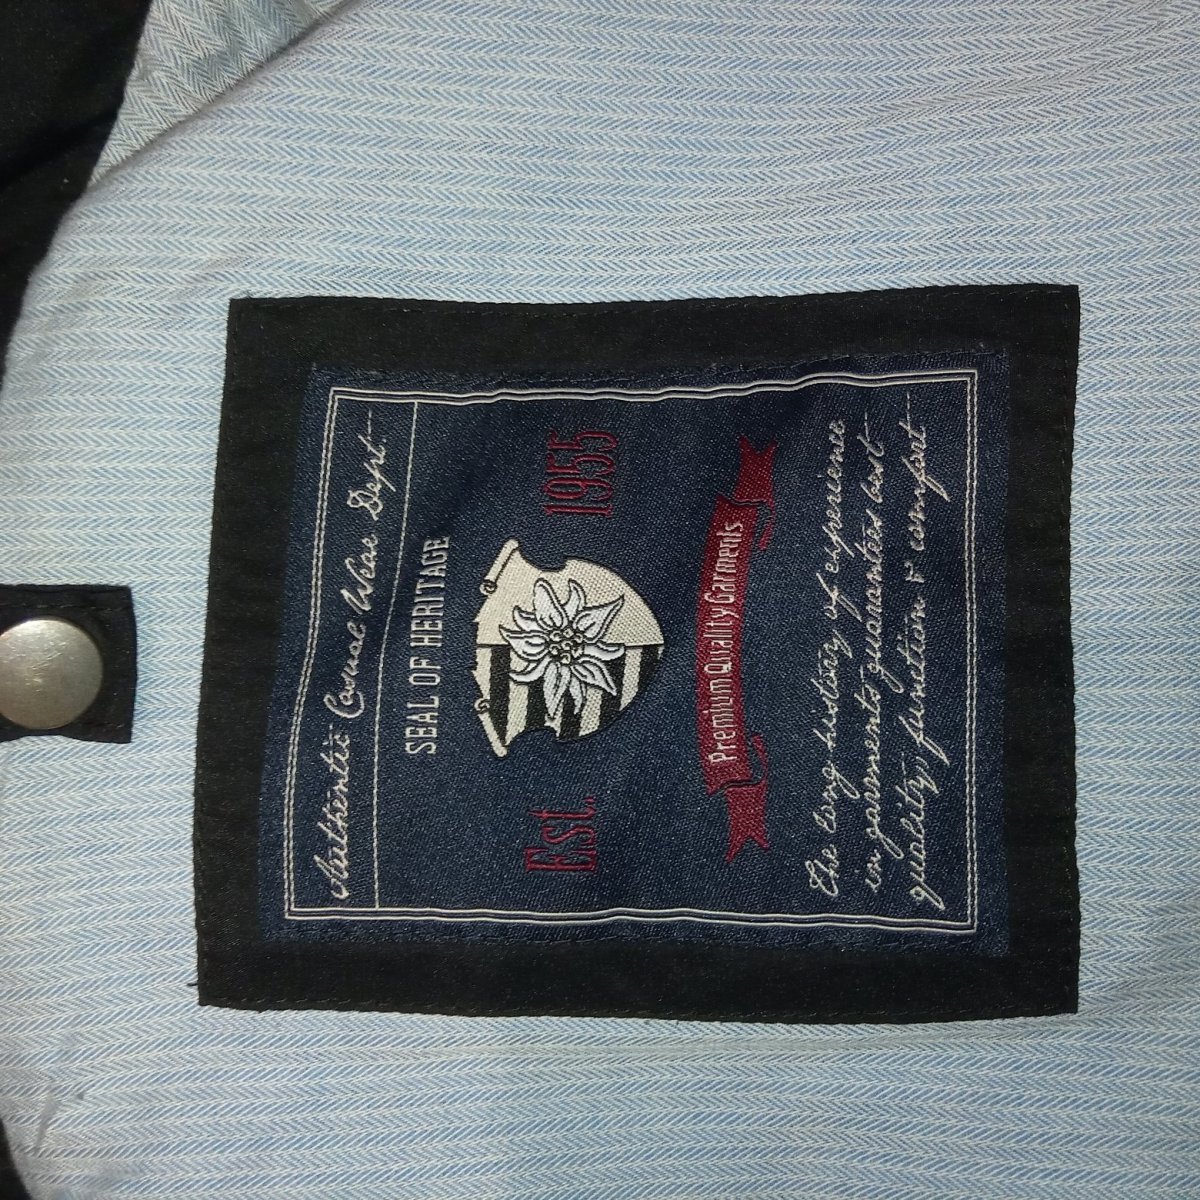 Authentic Casual Wear Dept.
SEAL OF HERITAGE
Est. 1955
Premium Quality Garments
The long history of experience
in garments guarantees best
quality, function & comfort